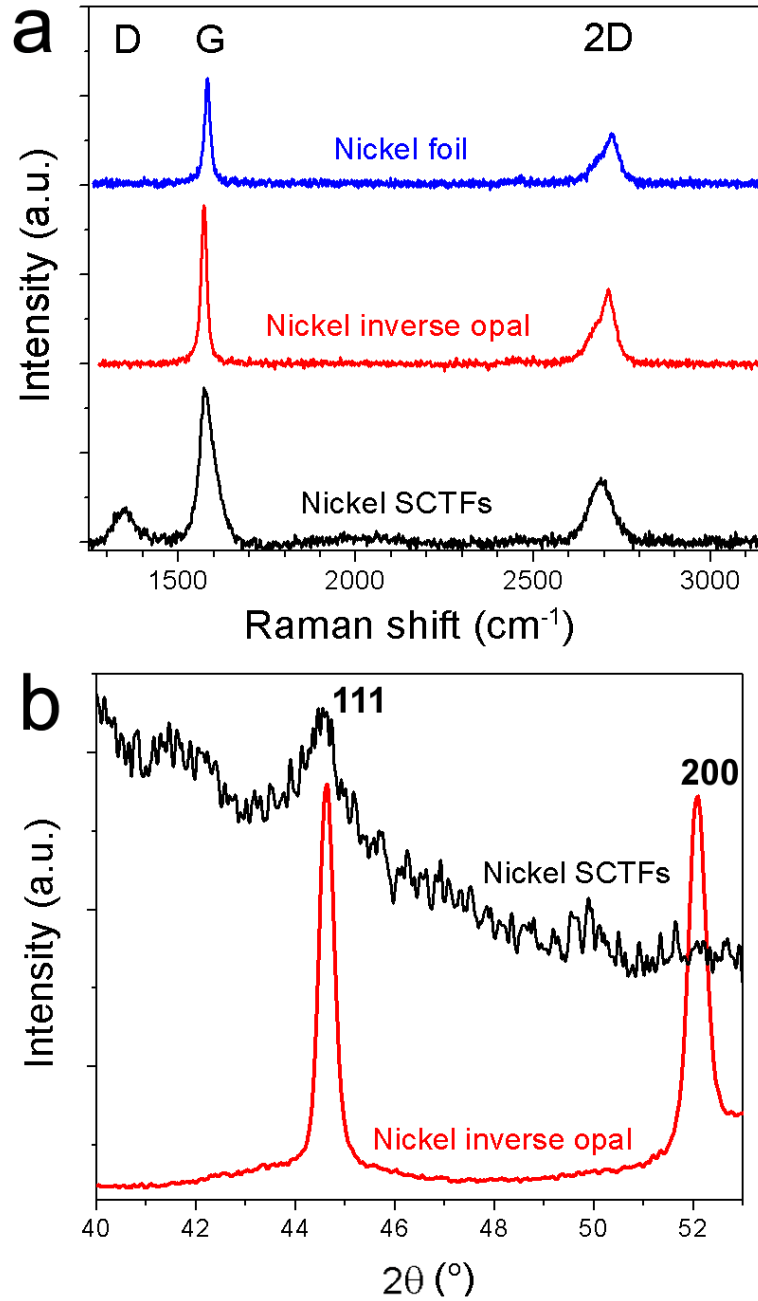 a
D G 2D
Nickel foil
Nickel inverse opal
Nickel SCTFs
Intensity (a.u.)
1500 2000 2500 3000
Raman shift (cm⁻¹)
b
111
200
Nickel SCTFs
Nickel inverse opal
Intensity (a.u.)
40 42 44 46 48 50 52
2θ (º)